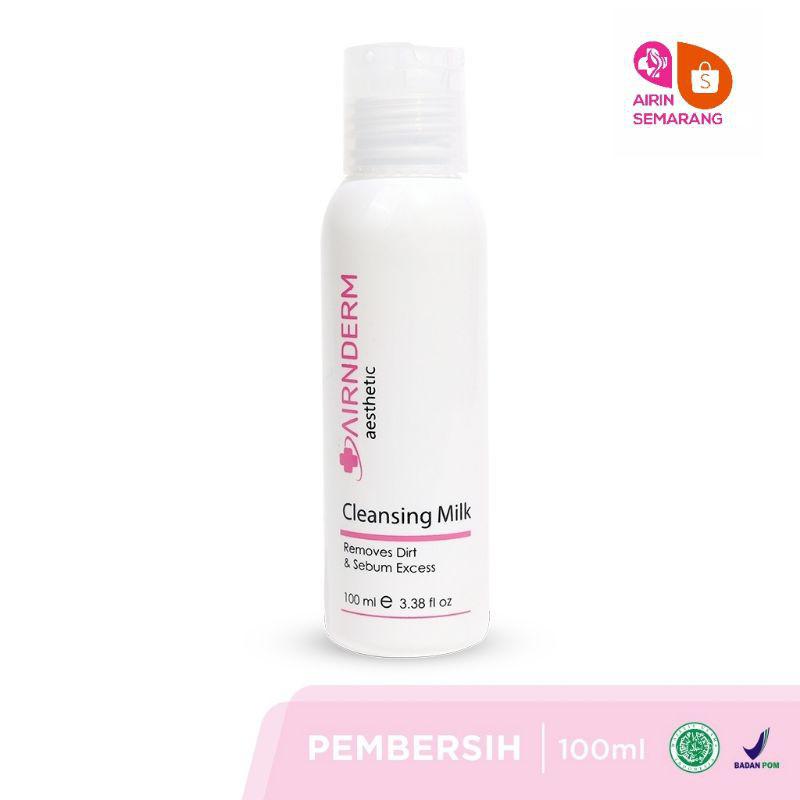 AIRIN
SEMARANG
S
AIRNDERM
aesthetic
Cleansing Milk
Removes Dirt
& Sebum Excess
100 ml ℮ 3.38 fl oz
PEMBERSIH
100ml
BADAN POM